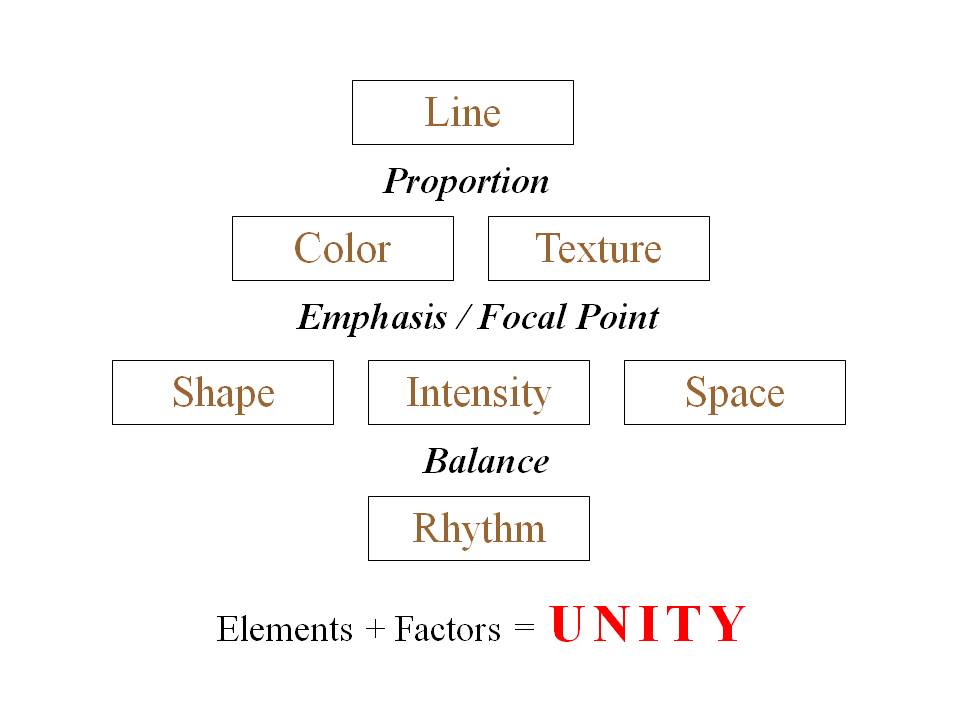 Line
Proportion
Color Texture
Emphasis / Focal Point
Shape Intensity Space
Balance
Rhythm
Elements + Factors = UNITY